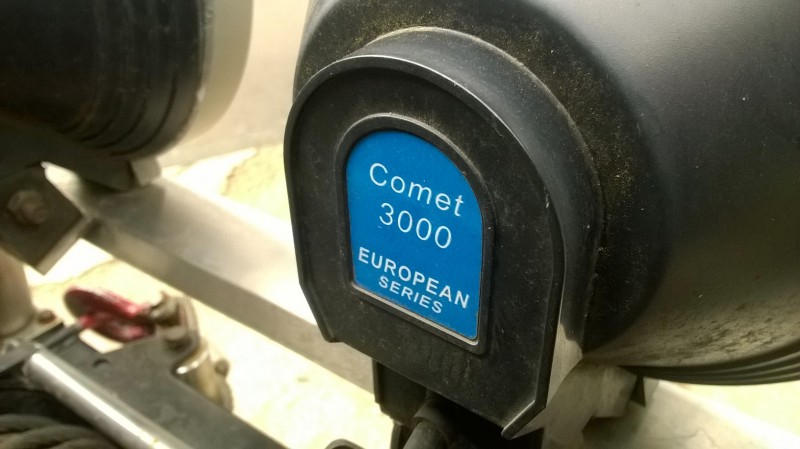 Comet
3000
EUROPEAN
SERIES